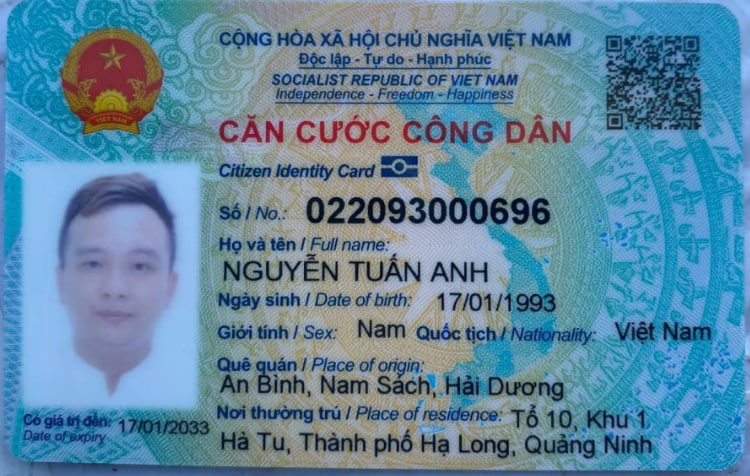 CỘNG HÒA XÃ HỘI CHỦ NGHĨA VIỆT NAM
Độc lập - Tự do - Hạnh phúc
SOCIALIST REPUBLIC OF VIET NAM
Independence - Freedom - Happiness
CĂN CƯỚC CÔNG DÂN
Citizen Identity Card
Số / No.: 022093000696
Họ và tên / Full name:
NGUYỄN TUẤN ANH
Ngày sinh / Date of birth: 17/01/1993
Giới tính / Sex: Nam Quốc tịch / Nationality: Việt Nam
Quê quán / Place of origin:
An Bình, Nam Sách, Hải Dương
Nơi thường trú / Place of residence: Tổ 10, Khu 1
Hà Tu, Thành phố Hạ Long, Quảng Ninh
Có giá trị đến: 17/01/2033
Date of expiry
VIỆT NAM